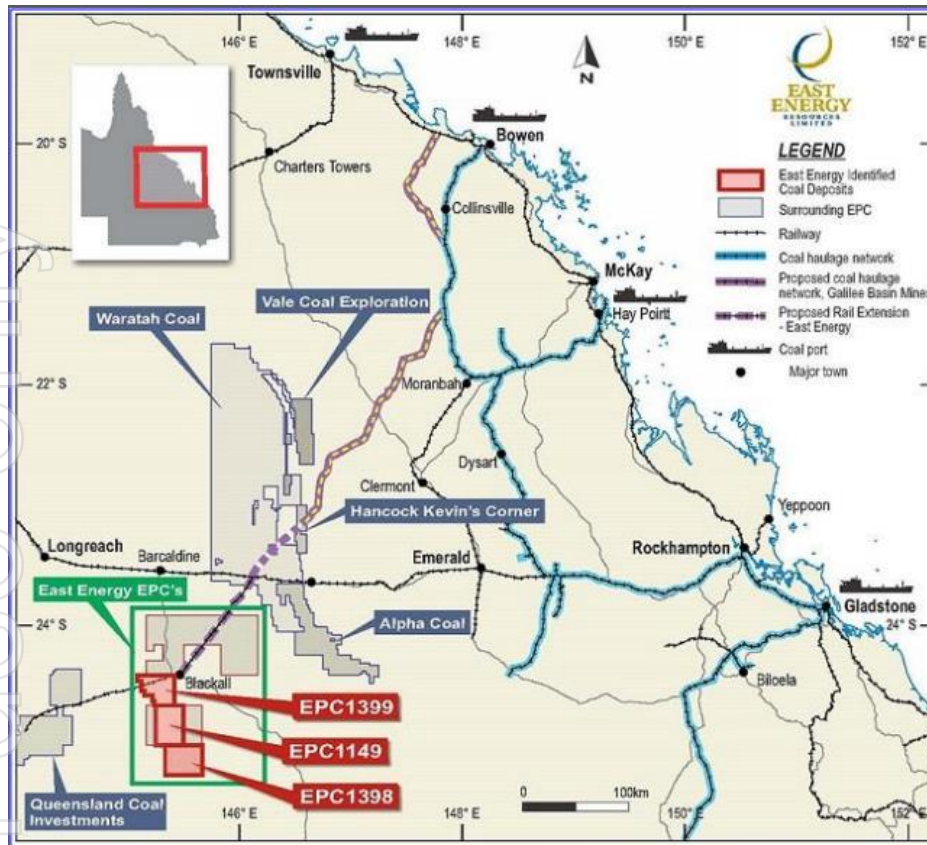 146° E
148° E
150° E
152° E
Townsville
EAST
ENERGY
RESOURCES
LIMITED
N
Bowen
20° S
Charters Towers
LEGEND
East Energy Identified
Coal Deposits
Surrounding EPC
Railway
Coal haulage network
Proposed coal haulage
network, Galilee Basin Mines
Proposed Rail Extension
- East Energy
Coal port
Major town
Collinsville
McKay
Hay Point
Vale Coal Exploration
Waratah Coal
22° S
Moranbah
Dysart
Clermont
Hancock Kevin's Corner
Yeppoon
Longreach
Barcaldine
Emerald
Rockhampton
East Energy EPC's
Gladstone
24° S
24° S
Alpha Coal
Blackall
Biloela
EPC1399
EPC1149
EPC1398
Queensland Coal
Investments
0
100km
146° E
148° E
150° E
152° E